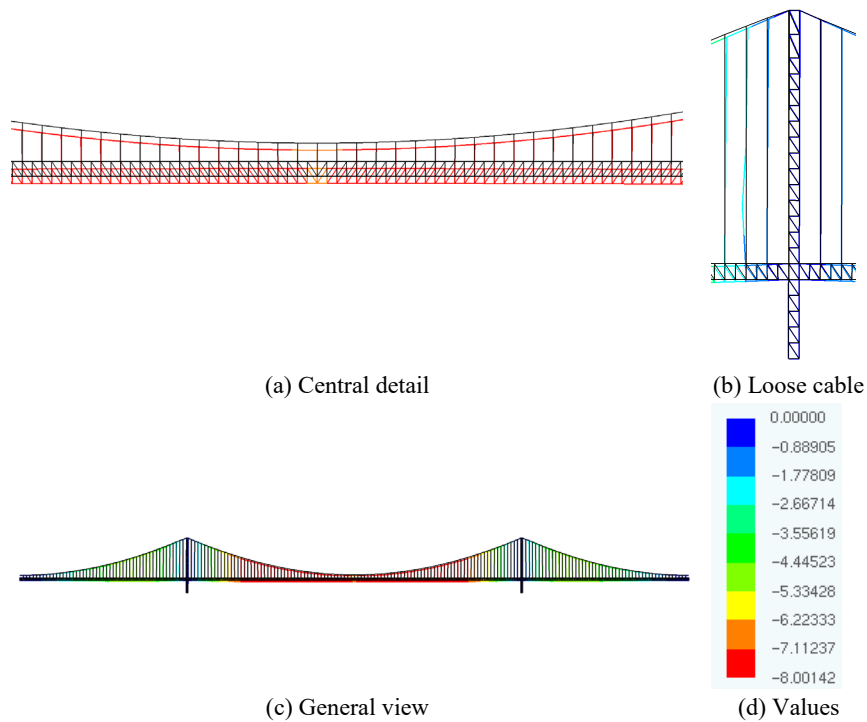 (a) Central detail
(b) Loose cable
0.00000
-0.88905
-1.77809
-2.66714
-3.55619
-4.44523
-5.33428
-6.22333
-7.11237
-8.00142
(c) General view
(d) Values